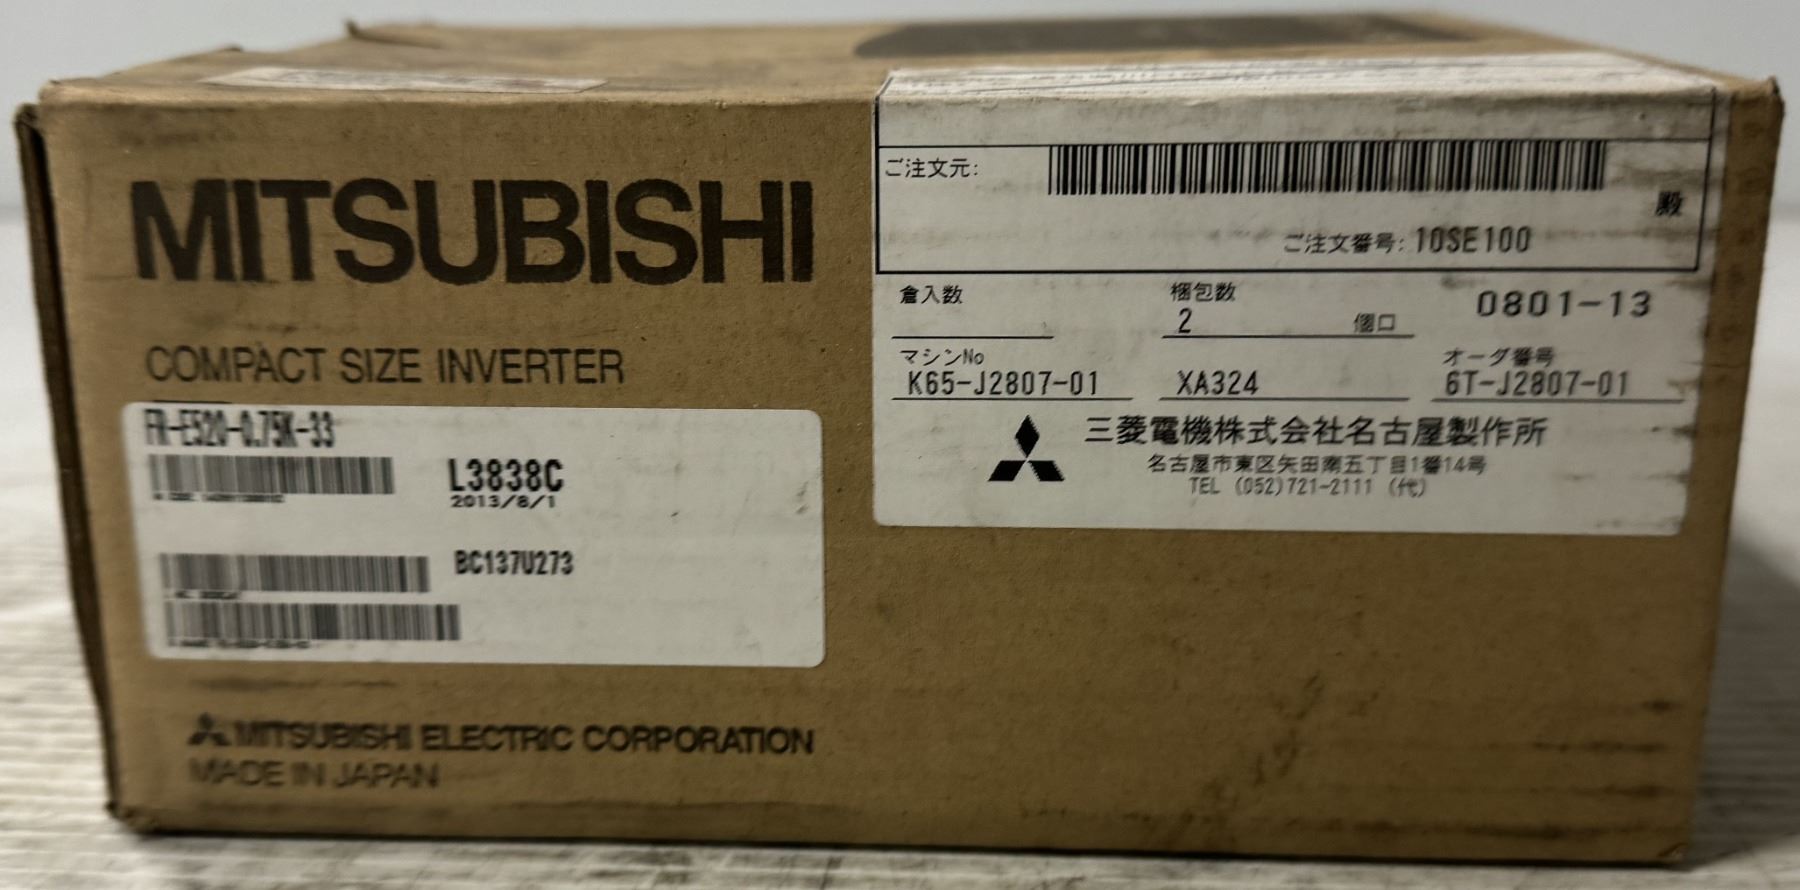 MITSUBISHI
COMPACT SIZE INVERTER
FR-E520-0.75K-33
L3838C
2013/8/1
BC137U273
MITSUBISHI ELECTRIC CORPORATION
MADE IN JAPAN
ご注文元:
殿
ご注文番号: 10SE100
倉入数
梱包数
0801-13
2 個口
マシンNo
オーダ番号
K65-J2807-01
XA324
6T-J2807-01
三菱電機株式会社名古屋製作所
名古屋市東区矢田南五丁目1番14号
TEL (052)721-2111 (代)